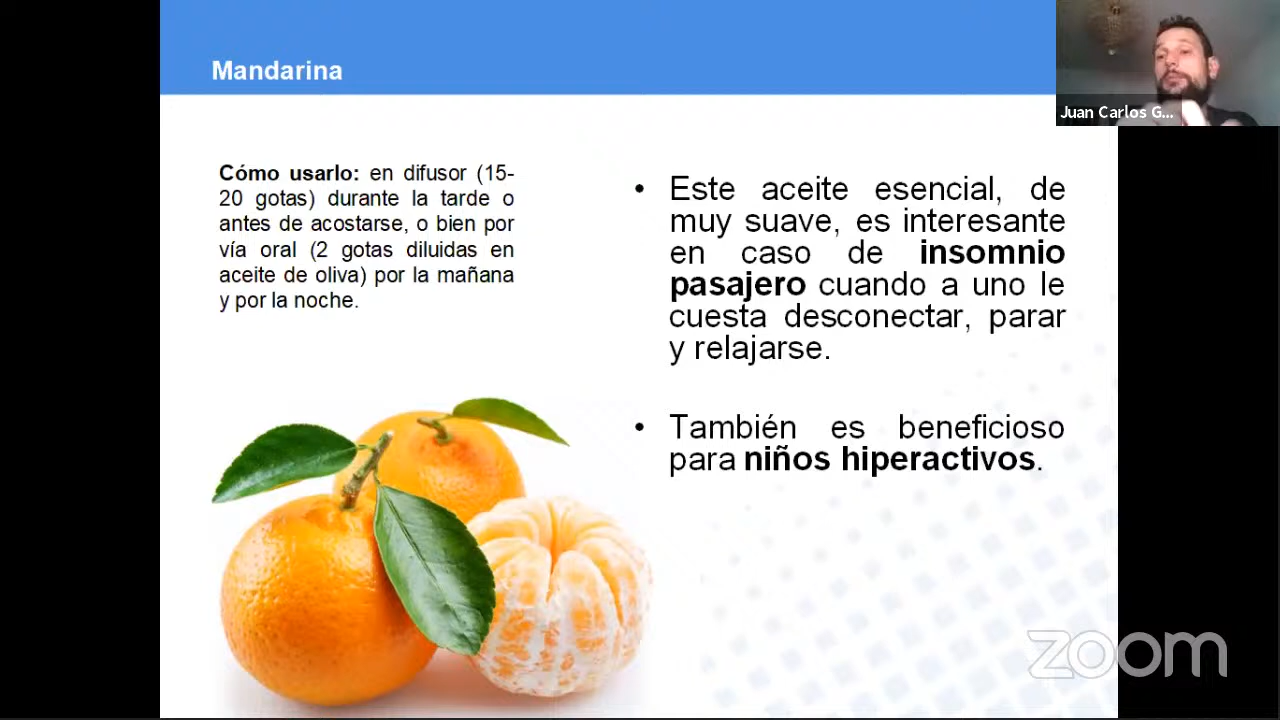 Mandarina
Juan Carlos G...
Cómo usarlo: en difusor (15-
20 gotas) durante la tarde o
antes de acostarse, o bien por
vía oral (2 gotas diluidas en
aceite de oliva) por la mañana
y por la noche.
• Este aceite esencial, de
muy suave, es interesante
en caso de insomnio
pasajero cuando a uno le
cuesta desconectar, parar
y relajarse.
• También es beneficioso
para niños hiperactivos.
zoom